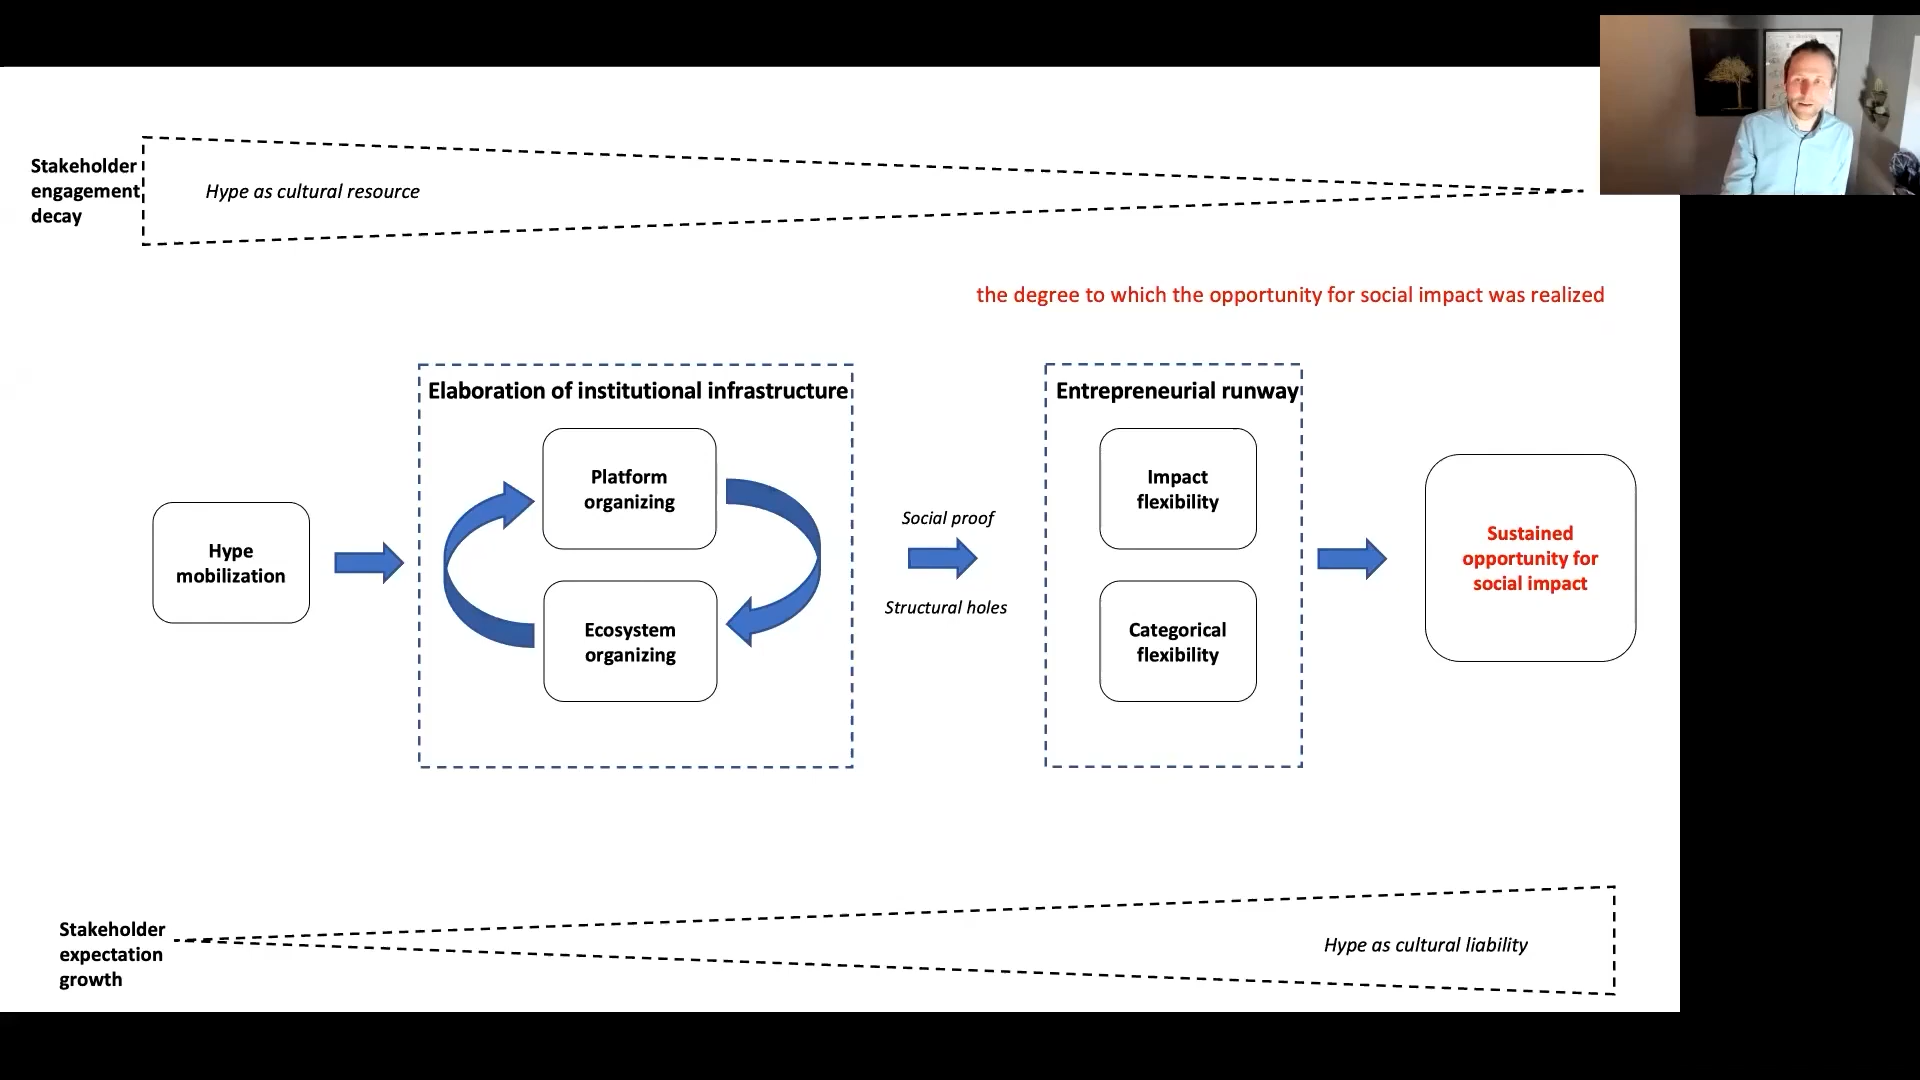 Stakeholder
engagement
decay
Hype as cultural resource
the degree to which the opportunity for social impact was realized
Elaboration of institutional infrastructure
Platform
organizing
Ecosystem
organizing
Hype
mobilization
Social proof
Structural holes
Entrepreneurial runway
Impact
flexibility
Categorical
flexibility
Sustained
opportunity for
social impact
Stakeholder
expectation
growth
Hype as cultural liability